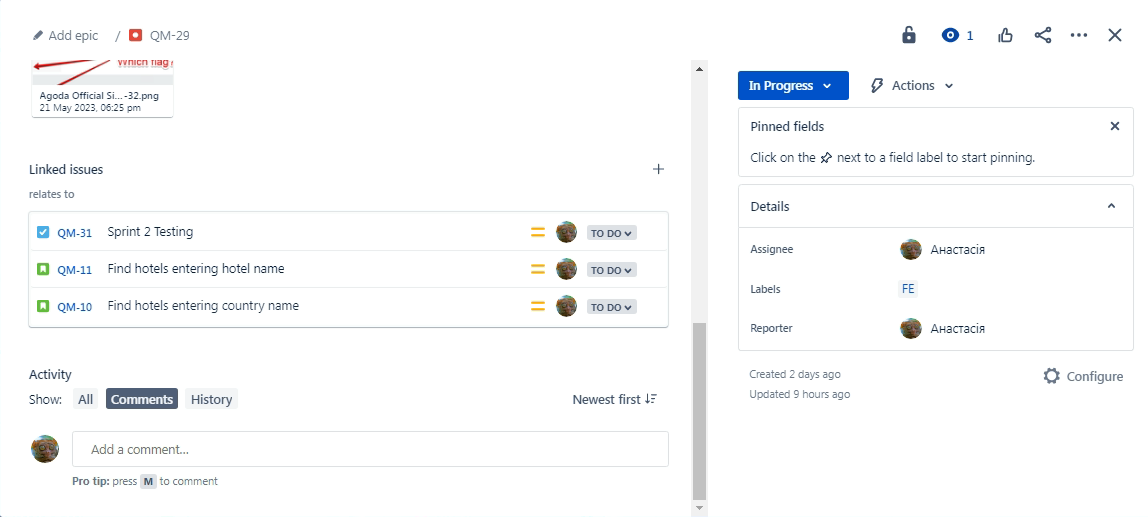 Add epic / QM-29
1
Which flag
Agoda Official Si...-32.png
21 May 2023, 06:25 pm
Linked issues
relates to
QM-31 Sprint 2 Testing TO DO
QM-11 Find hotels entering hotel name TO DO
QM-10 Find hotels entering country name TO DO
Activity
Show: All Comments History Newest first
Add a comment...
Pro tip: press M to comment
In Progress Actions
Pinned fields
Click on the next to a field label to start pinning.
Details
Assignee Анастасія
Labels FE
Reporter Анастасія
Created 2 days ago
Updated 9 hours ago
Configure